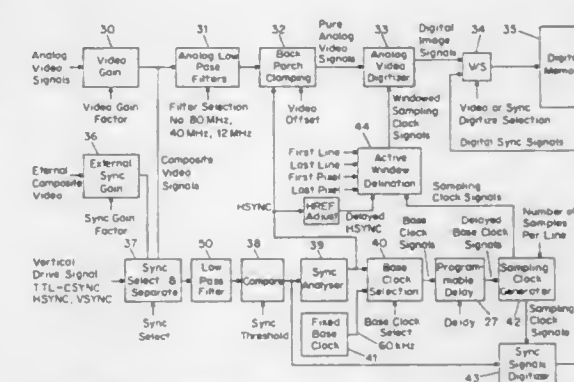 30
31
32
Pure
Analog
Video Signals
33
Digital
Image
Signals
34
35
Analog
Video
Signals
Video
Gain
Analog Low
Pass
Filters
Back
Porch
Clamping
Analog
Video
Digitizer
V/S
Digital
Memor
Video Gain
Factor
Filter Selection
No 80 MHz,
40 MHz, 12 MHz
Video
Offset
Windowed
Sampling
Clock
Signals
Video or Sync
Digitize Selection
Digital Sync Signals
36
Eternal
Composite
Video
External
Sync
Gain
Composite
Video
Signals
44
First Line
Last Line
First Pixel
Last Pixel
Active
Window
Delination
Sync Gain
Factor
HSYNC
HREF
Adjust
Delayed
HSYNC
Sampling
Clock Signals
Base
Clock
Signals
Delayed
Base Clock
Signals
Number of
Samples
Per Line
Vertical
Drive Signal
TTL-CSYNC
HSYNC, VSYNC
37
50
38
39
40
Sync
Select &
Separate
Low
Pass
Filter
Compare
Sync
Analyser
Base
Clock
Selection
Program-
mable
Delay
Sampling
Clock
Generator
Sync
Select
Sync
Threshold
Fixed
Base
Clock
41
Base Clock
Select
60 kHz
Delay
27
42
Sampling
Clock
Signals
43
Sync
Signals
Digitizer